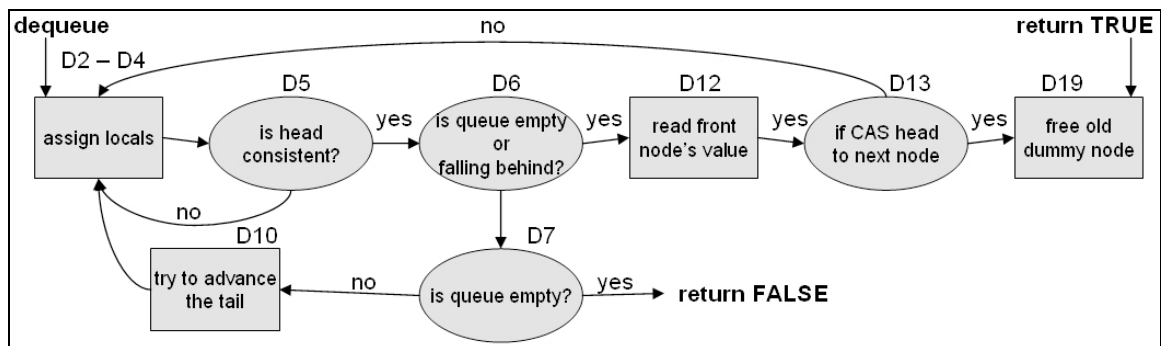 dequeue
no
return TRUE
D2 – D4
D5
D6
D12
D13
D19
assign locals
is head
consistent?
yes
is queue empty
or
falling behind?
yes
read front
node's value
yes
if CAS head
to next node
yes
free old
dummy node
no
D10
D7
try to advance
the tail
no
is queue empty?
yes
return FALSE